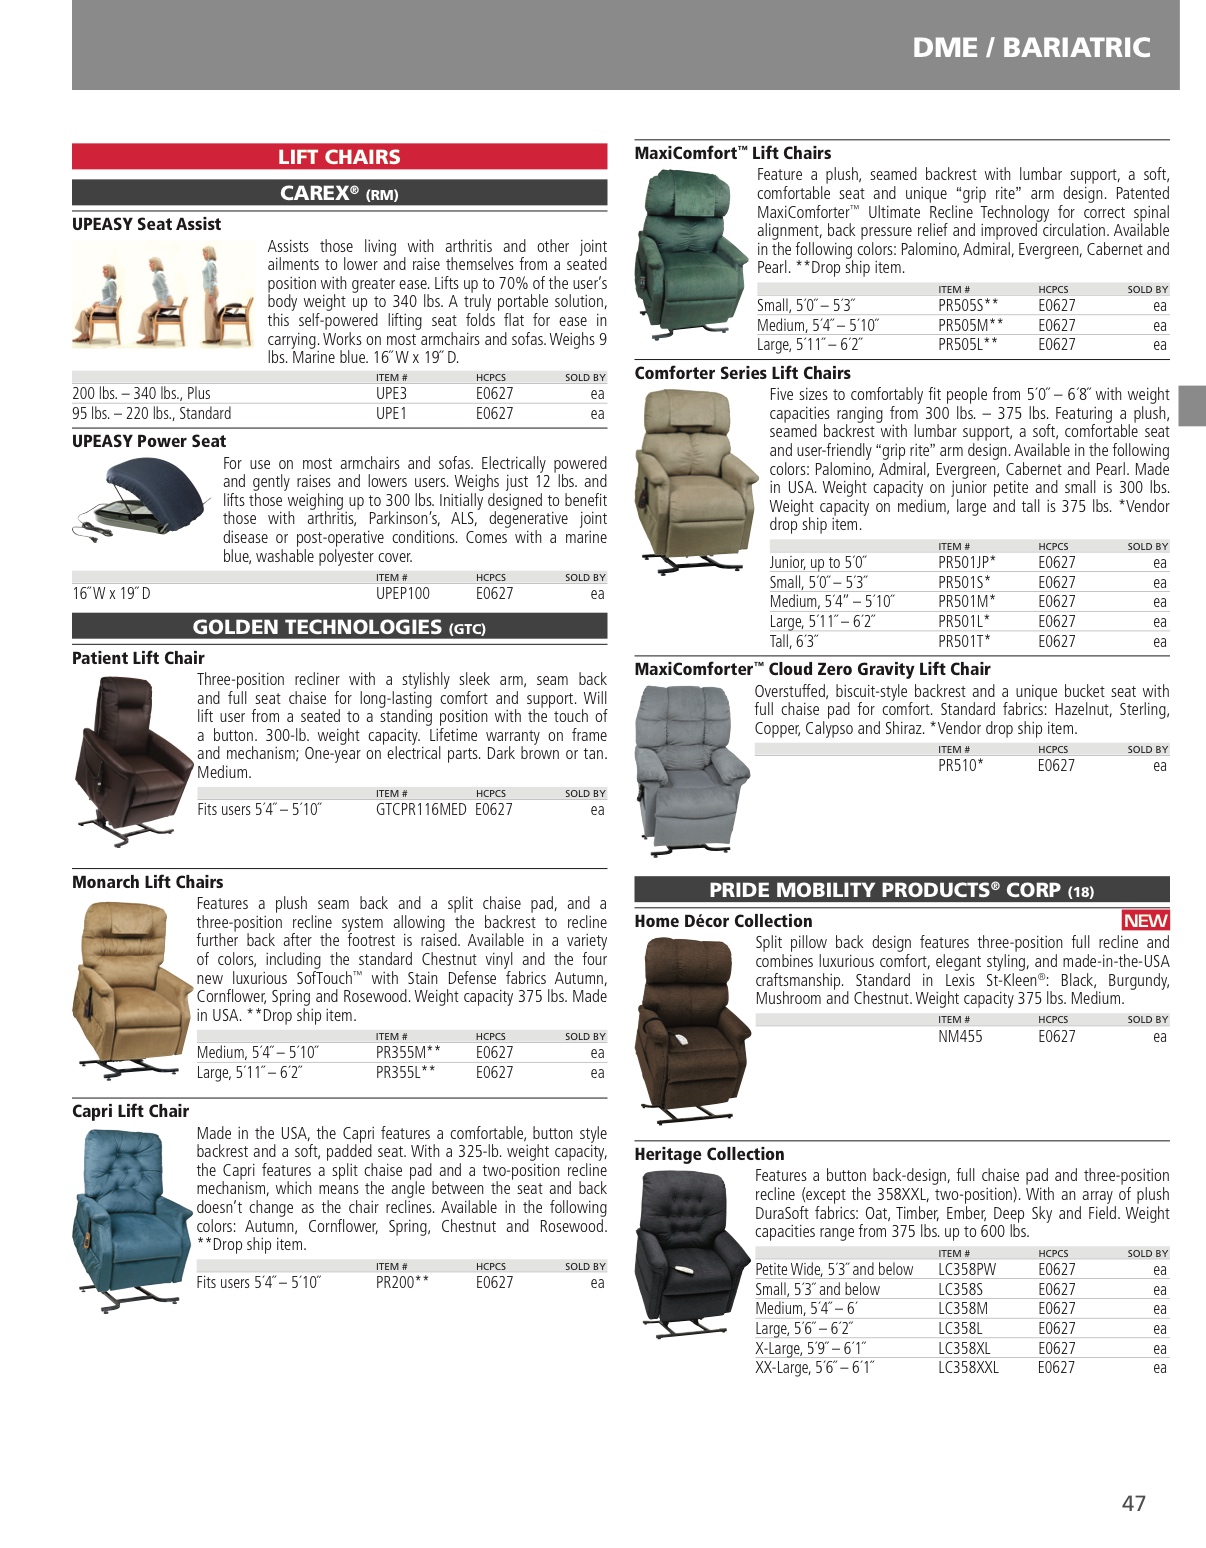 DME / BARIATRIC
LIFT CHAIRS
CAREX® (RM)
UPEASY Seat Assist
Assists those living with arthritis and other joint
ailments to lower and raise themselves from a seated
position with greater ease. Lifts up to 70% of the user's
body weight up to 340 lbs. A truly portable solution,
this self-powered lifting seat folds flat for ease in
carrying. Works on most armchairs and sofas. Weighs 9
lbs. Marine blue. 16˝ W x 19˝ D.
ITEM # HCPCS SOLD BY
200 lbs. – 340 lbs., Plus UPE3 E0627 ea
95 lbs. – 220 lbs., Standard UPE1 E0627 ea
UPEASY Power Seat
For use on most armchairs and sofas. Electrically powered
and gently raises and lowers users. Weighs just 12 lbs. and
lifts those weighing up to 300 lbs. Initially designed to benefit
those with arthritis, Parkinson's, ALS, degenerative joint
disease or post-operative conditions. Comes with a marine
blue, washable polyester cover.
ITEM # HCPCS SOLD BY
16˝ W x 19˝ D UPEP100 E0627 ea
GOLDEN TECHNOLOGIES (GTC)
Patient Lift Chair
Three-position recliner with a stylishly sleek arm, seam back
and full seat chaise for long-lasting comfort and support. Will
lift user from a seated to a standing position with the touch of
a button. 300-lb. weight capacity. Lifetime warranty on frame
and mechanism; One-year on electrical parts. Dark brown or tan.
Medium.
ITEM # HCPCS SOLD BY
Fits users 5´4˝ – 5´10˝ GTCPR116MED E0627 ea
Monarch Lift Chairs
Features a plush seam back and a split chaise pad, and a
three-position recline system allowing the backrest to recline
further back after the footrest is raised. Available in a variety
of colors, including the standard Chestnut vinyl and the four
new luxurious SofTouch™ with Stain Defense fabrics Autumn,
Cornflower, Spring and Rosewood. Weight capacity 375 lbs. Made
in USA. **Drop ship item.
ITEM # HCPCS SOLD BY
Medium, 5´4˝ – 5´10˝ PR355M** E0627 ea
Large, 5´11˝ – 6´2˝ PR355L** E0627 ea
Capri Lift Chair
Made in the USA, the Capri features a comfortable, button style
backrest and a soft, padded seat. With a 325-lb. weight capacity,
the Capri features a split chaise pad and a two-position recline
mechanism, which means the angle between the seat and back
doesn't change as the chair reclines. Available in the following
colors: Autumn, Cornflower, Spring, Chestnut and Rosewood.
**Drop ship item.
ITEM # HCPCS SOLD BY
Fits users 5´4˝ – 5´10˝ PR200** E0627 ea
MaxiComfort™ Lift Chairs
Feature a plush, seamed backrest with lumbar support, a soft,
comfortable seat and unique “grip rite” arm design. Patented
MaxiComforter™ Ultimate Recline Technology for correct spinal
alignment, back pressure relief and improved circulation. Available
in the following colors: Palomino, Admiral, Evergreen, Cabernet and
Pearl. **Drop ship item.
ITEM # HCPCS SOLD BY
Small, 5´0˝ – 5´3˝ PR505S** E0627 ea
Medium, 5´4˝ – 5´10˝ PR505M** E0627 ea
Large, 5´11˝ – 6´2˝ PR505L** E0627 ea
Comforter Series Lift Chairs
Five sizes to comfortably fit people from 5´0˝ – 6´8˝ with weight
capacities ranging from 300 lbs. – 375 lbs. Featuring a plush,
seamed backrest with lumbar support, a soft, comfortable seat
and user-friendly “grip rite” arm design. Available in the following
colors: Palomino, Admiral, Evergreen, Cabernet and Pearl. Made
in USA. Weight capacity on junior petite and small is 300 lbs.
Weight capacity on medium, large and tall is 375 lbs. *Vendor
drop ship item.
ITEM # HCPCS SOLD BY
Junior, up to 5´0˝ PR501JP* E0627 ea
Small, 5´0˝ – 5´3˝ PR501S* E0627 ea
Medium, 5´4” – 5´10˝ PR501M* E0627 ea
Large, 5´11˝ – 6´2˝ PR501L* E0627 ea
Tall, 6´3˝ PR501T* E0627 ea
MaxiComforter™ Cloud Zero Gravity Lift Chair
Overstuffed, biscuit-style backrest and a unique bucket seat with
full chaise pad for comfort. Standard fabrics: Hazelnut, Sterling,
Copper, Calypso and Shiraz. *Vendor drop ship item.
ITEM # HCPCS SOLD BY
PR510* E0627 ea
PRIDE MOBILITY PRODUCTS® CORP (18)
Home Décor Collection NEW
Split pillow back design features three-position full recline and
combines luxurious comfort, elegant styling, and made-in-the-USA
craftsmanship. Standard in Lexis St-Kleen®: Black, Burgundy,
Mushroom and Chestnut. Weight capacity 375 lbs. Medium.
ITEM # HCPCS SOLD BY
NM455 E0627 ea
Heritage Collection
Features a button back-design, full chaise pad and three-position
recline (except the 358XXL, two-position). With an array of plush
DuraSoft fabrics: Oat, Timber, Ember, Deep Sky and Field. Weight
capacities range from 375 lbs. up to 600 lbs.
ITEM # HCPCS SOLD BY
Petite Wide, 5´3˝ and below LC358PW E0627 ea
Small, 5´3˝ and below LC358S E0627 ea
Medium, 5´4˝ – 6´ LC358M E0627 ea
Large, 5´6˝ – 6´2˝ LC358L E0627 ea
X-Large, 5´9˝ – 6´1˝ LC358XL E0627 ea
XX-Large, 5´6˝ – 6´1˝ LC358XXL E0627 ea
47